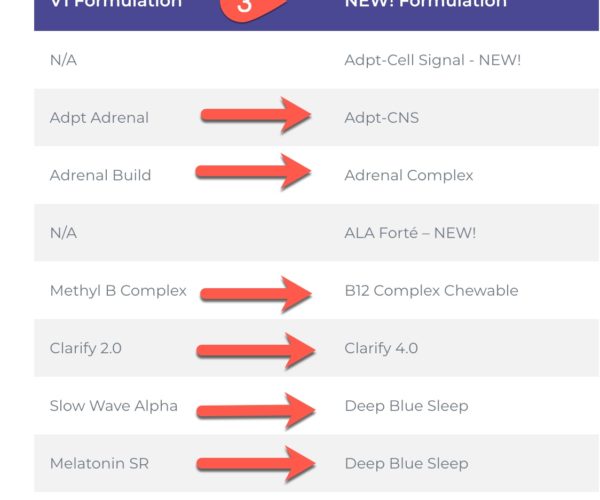 V1 Formulation 3 NEW! Formulation
N/A Adpt-Cell Signal - NEW!
Adpt Adrenal Adpt-CNS
Adrenal Build Adrenal Complex
N/A ALA Forté – NEW!
Methyl B Complex B12 Complex Chewable
Clarify 2.0 Clarify 4.0
Slow Wave Alpha Deep Blue Sleep
Melatonin SR Deep Blue Sleep